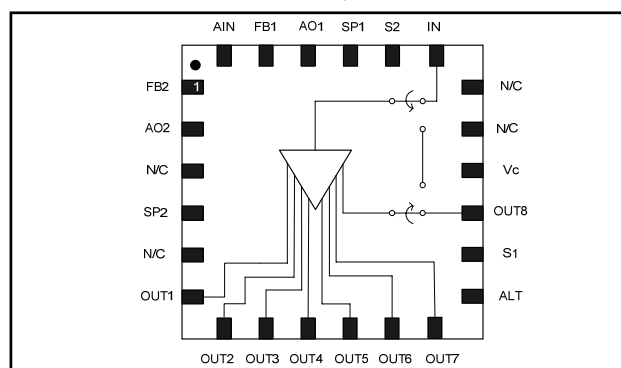 AIN FB1 AO1 SP1 S2 IN
FB2 1 N/C
AO2 N/C
N/C Vc
SP2 OUT8
N/C S1
OUT1 ALT
OUT2 OUT3 OUT4 OUT5 OUT6 OUT7